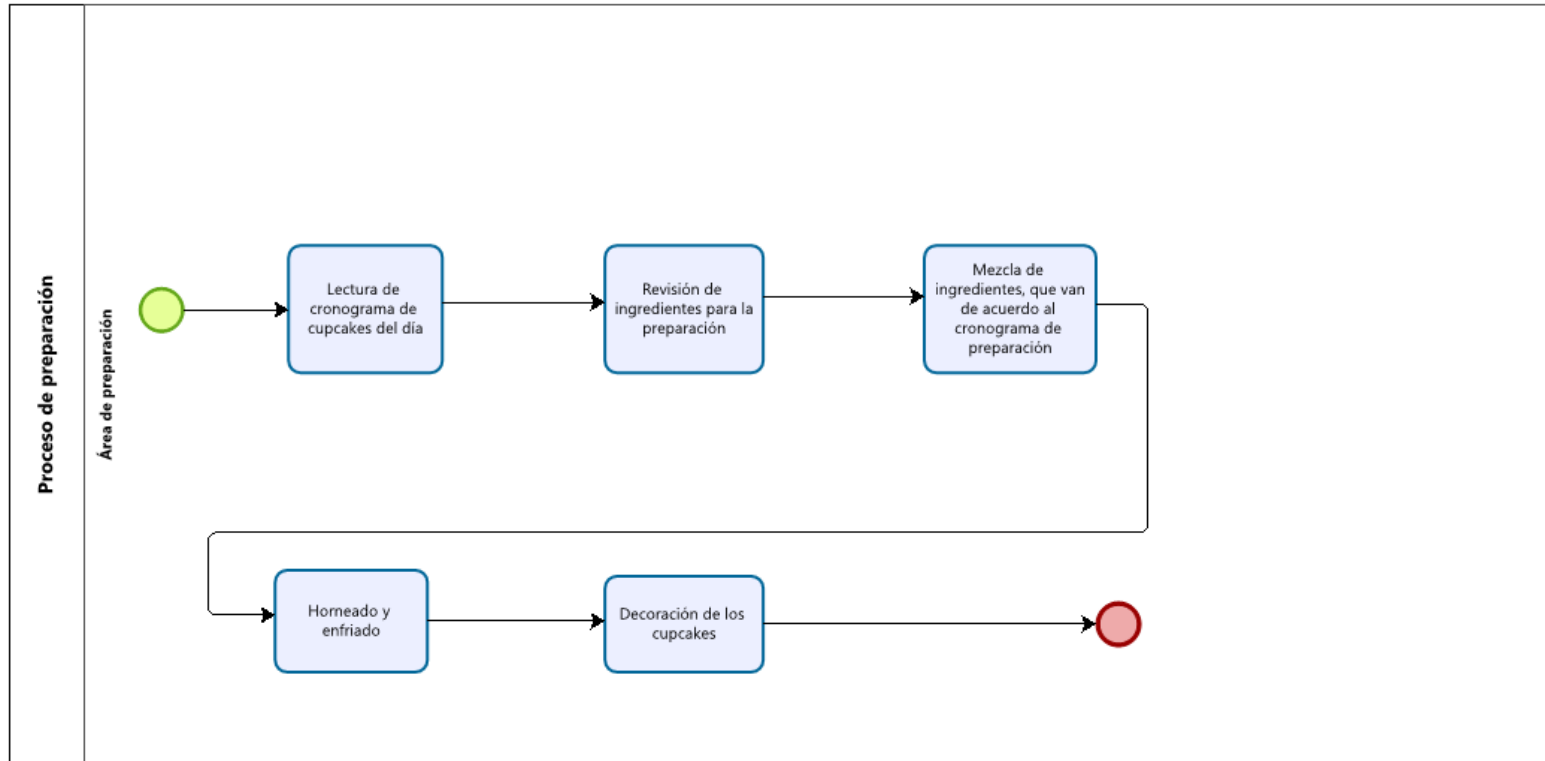 Proceso de preparación
Área de preparación
Lectura de
cronograma de
cupcakes del día
Revisión de
ingredientes para la
preparación
Mezcla de
ingredientes, que van
de acuerdo al
cronograma de
preparación
Horneado y
enfriado
Decoración de los
cupcakes